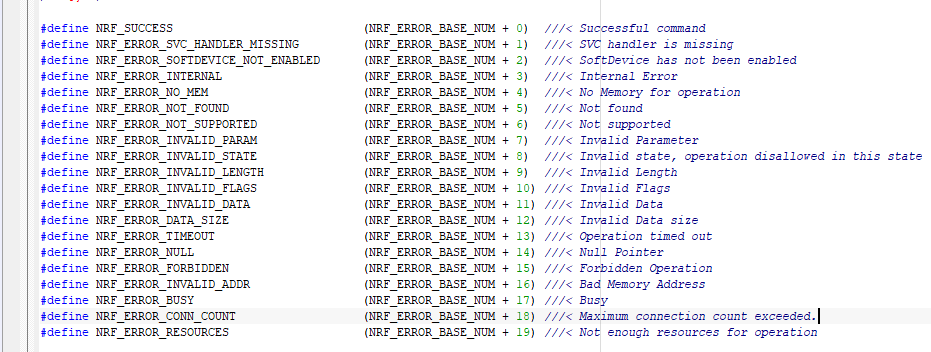 #define NRF_SUCCESS (NRF_ERROR_BASE_NUM + 0) ///< Successful command
#define NRF_ERROR_SVC_HANDLER_MISSING (NRF_ERROR_BASE_NUM + 1) ///< SVC handler is missing
#define NRF_ERROR_SOFTDEVICE_NOT_ENABLED (NRF_ERROR_BASE_NUM + 2) ///< SoftDevice has not been enabled
#define NRF_ERROR_INTERNAL (NRF_ERROR_BASE_NUM + 3) ///< Internal Error
#define NRF_ERROR_NO_MEM (NRF_ERROR_BASE_NUM + 4) ///< No Memory for operation
#define NRF_ERROR_NOT_FOUND (NRF_ERROR_BASE_NUM + 5) ///< Not found
#define NRF_ERROR_NOT_SUPPORTED (NRF_ERROR_BASE_NUM + 6) ///< Not supported
#define NRF_ERROR_INVALID_PARAM (NRF_ERROR_BASE_NUM + 7) ///< Invalid Parameter
#define NRF_ERROR_INVALID_STATE (NRF_ERROR_BASE_NUM + 8) ///< Invalid state, operation disallowed in this state
#define NRF_ERROR_INVALID_LENGTH (NRF_ERROR_BASE_NUM + 9) ///< Invalid Length
#define NRF_ERROR_INVALID_FLAGS (NRF_ERROR_BASE_NUM + 10) ///< Invalid Flags
#define NRF_ERROR_INVALID_DATA (NRF_ERROR_BASE_NUM + 11) ///< Invalid Data
#define NRF_ERROR_DATA_SIZE (NRF_ERROR_BASE_NUM + 12) ///< Invalid Data size
#define NRF_ERROR_TIMEOUT (NRF_ERROR_BASE_NUM + 13) ///< Operation timed out
#define NRF_ERROR_NULL (NRF_ERROR_BASE_NUM + 14) ///< Null Pointer
#define NRF_ERROR_FORBIDDEN (NRF_ERROR_BASE_NUM + 15) ///< Forbidden Operation
#define NRF_ERROR_INVALID_ADDR (NRF_ERROR_BASE_NUM + 16) ///< Bad Memory Address
#define NRF_ERROR_BUSY (NRF_ERROR_BASE_NUM + 17) ///< Busy
#define NRF_ERROR_CONN_COUNT (NRF_ERROR_BASE_NUM + 18) ///< Maximum connection count exceeded.
#define NRF_ERROR_RESOURCES (NRF_ERROR_BASE_NUM + 19) ///< Not enough resources for operation